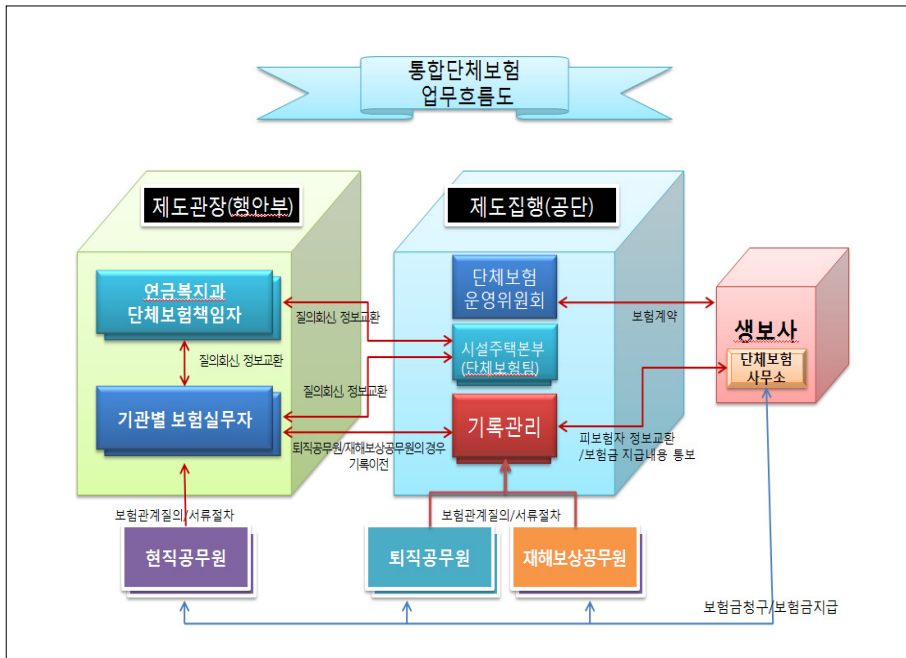 통합단체보험
업무흐름도
제도관장(행안부)
제도집행(공단)
연금복지과
단체보험책임자
단체보험
운영위원회
질의회신, 정보교환
보험계약
생보사
시설주택본부
(단체보험팀)
단체보험
사무소
질의회신, 정보교환
질의회신, 정보교환
기관별 보험실무자
기록관리
퇴직공무원/재해보상공무원의 경우
기록이전
피보험자 정보교환
/보험금 지급내용 통보
보험관계질의/서류절차
보험관계질의/서류절차
현직공무원
퇴직공무원
재해보상공무원
보험금청구/보험금지급